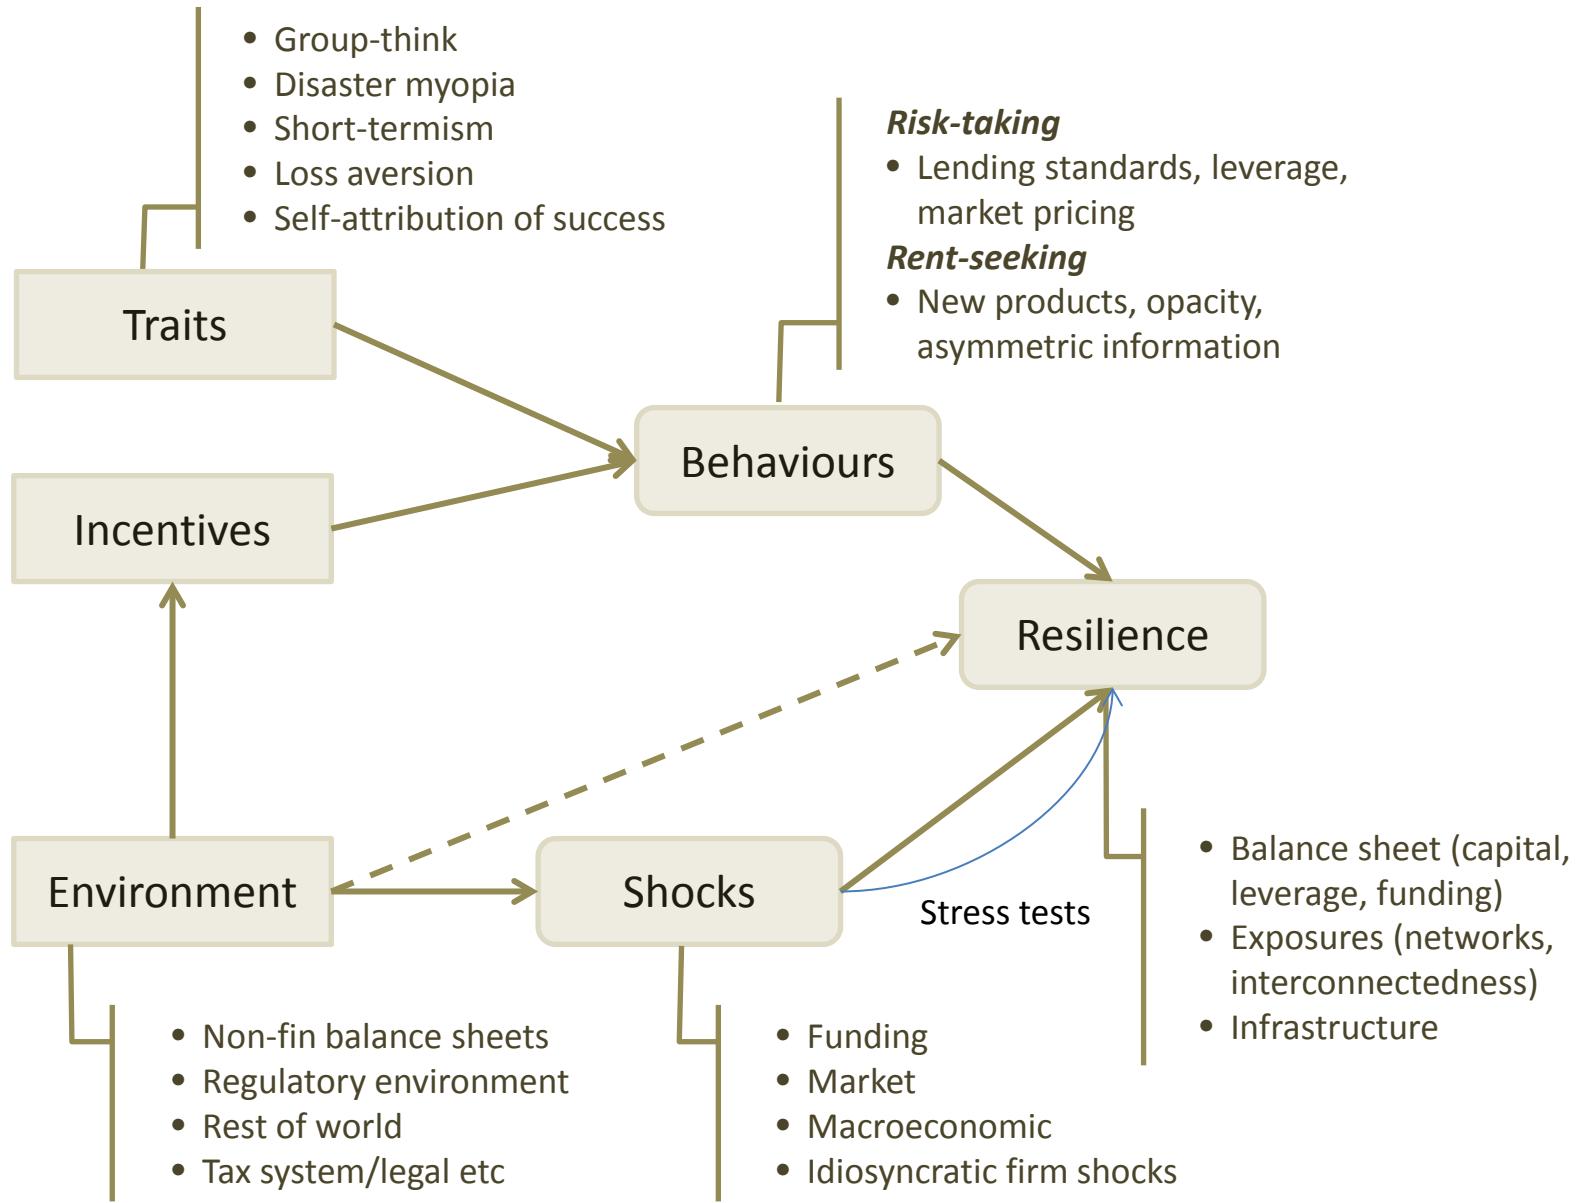 • Group-think
• Disaster myopia
• Short-termism
• Loss aversion
• Self-attribution of success
Traits
Risk-taking
• Lending standards, leverage,
market pricing
Rent-seeking
• New products, opacity,
asymmetric information
Behaviours
Incentives
Resilience
Environment
Shocks
Stress tests
• Balance sheet (capital,
leverage, funding)
• Exposures (networks,
interconnectedness)
• Infrastructure
• Non-fin balance sheets
• Regulatory environment
• Rest of world
• Tax system/legal etc
• Funding
• Market
• Macroeconomic
• Idiosyncratic firm shocks